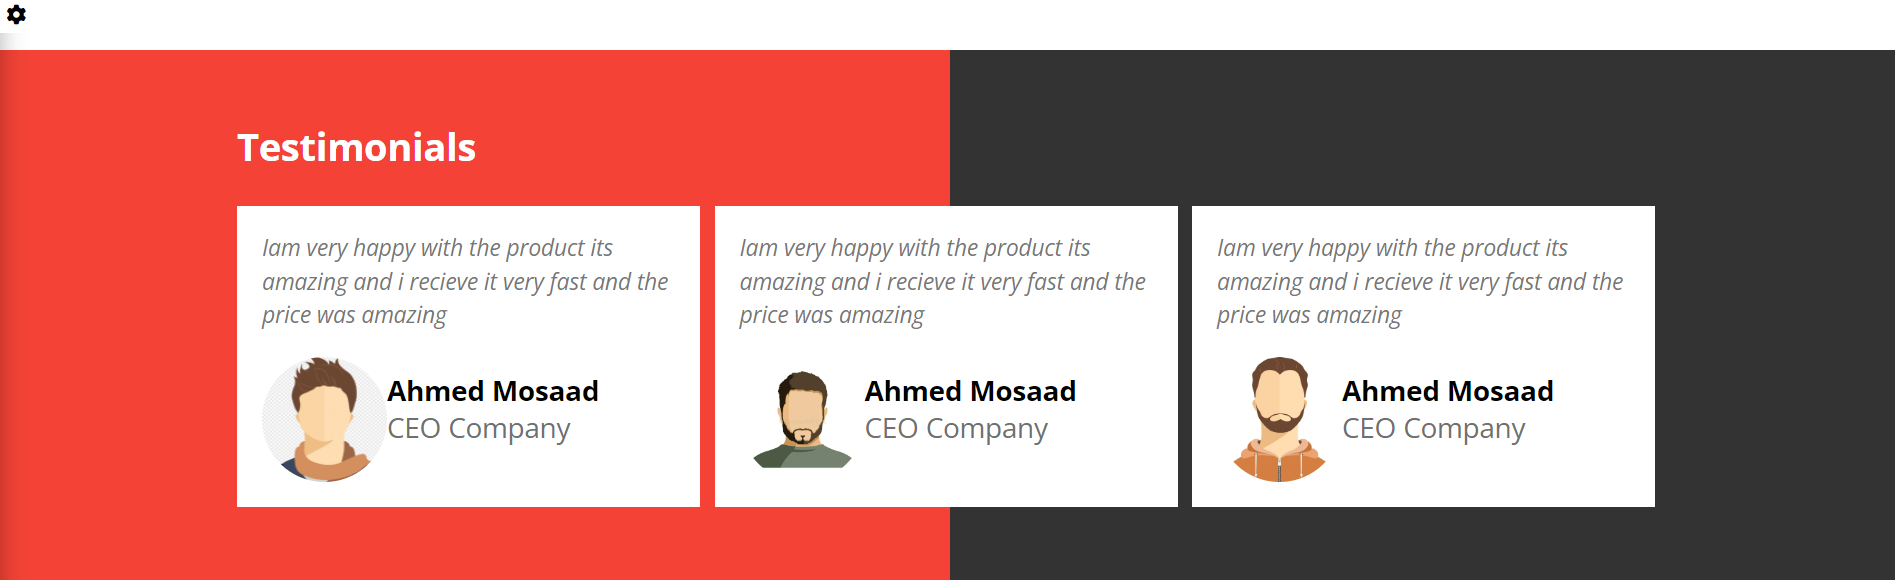 Testimonials
Iam very happy with the product its
amazing and i recieve it very fast and the
price was amazing
Ahmed Mosaad
CEO Company
Iam very happy with the product its
amazing and i recieve it very fast and the
price was amazing
Ahmed Mosaad
CEO Company
Iam very happy with the product its
amazing and i recieve it very fast and the
price was amazing
Ahmed Mosaad
CEO Company